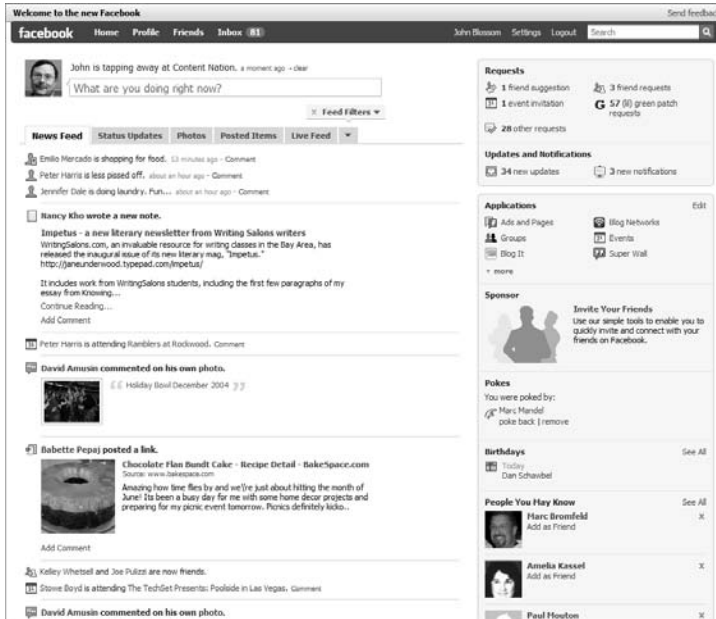 Welcome to the new Facebook
Send feedbac
facebook Home Profile Friends Inbox 81
John Blossom Settings Logout Search
John is tapping away at Content Nation. a moment ago - clear
What are you doing right now?
× Feed Filters
News Feed Status Updates Photos Posted Items Live Feed
Emilio Mercado is shopping for food. 53 minutes ago - Comment
Peter Harris is less pissed off. about an hour ago - Comment
Jennifer Dale is doing laundry. Fun... about an hour ago - Comment
Nancy Kho wrote a new note.
Impetus - a new literary newsletter from Writing Salons writers
WritingSalons.com, an invaluable resource for writing classes in the Bay Area, has
released the inaugural issue of its new literary mag, "Impetus."
http://janeunderwood.typepad.com/impetus/
It includes work from WritingSalons students, including the first few paragraphs of my
essay from Knowing...
Continue Reading...
Add Comment
Peter Harris is attending Ramblers at Rockwood. Comment
David Amusin commented on his own photo.
Holiday Bowl December 2004
Babette Pepaj posted a link.
Chocolate Flan Bundt Cake - Recipe Detail - BakeSpace.com
Source: www.bakespace.com
Amazing how time flies by and we\'re just about hitting the month of
June! Its been a busy day for me with some home decor projects and
preparing for my picnic event tomorrow. Picnics definitely kicko..
Add Comment
Kelley Whetsell and Joe Pulizzi are now friends.
Stowe Boyd is attending The TechSet Presents: Poolside in Las Vegas. Comment
David Amusin commented on his own photo.
Requests
1 friend suggestion
3 friend requests
1 event invitation
57 (lil) green patch
requests
28 other requests
Updates and Notifications
34 new updates
3 new notifications
Applications Edit
Ads and Pages
Blog Networks
Groups
Events
Blog It
Super Wall
more
Sponsor
Invite Your Friends
Use our simple tools to enable you to
quickly invite and connect with your
friends on Facebook.
Pokes
You were poked by:
Marc Mandel
poke back | remove
Birthdays See All
Today
Dan Schawbel
People You May Know See All
Marc Bromfeld x
Add as Friend
Amelia Kassel x
Add as Friend
Paul Houton x